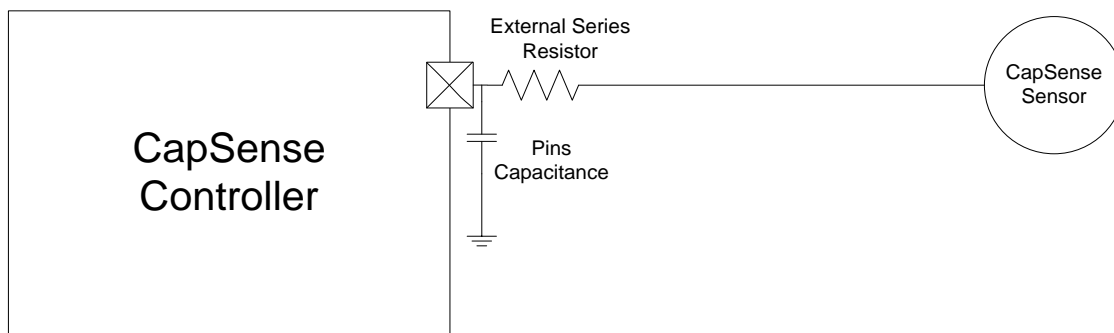 External Series
Resistor
CapSense
Sensor
CapSense
Controller
Pins
Capacitance